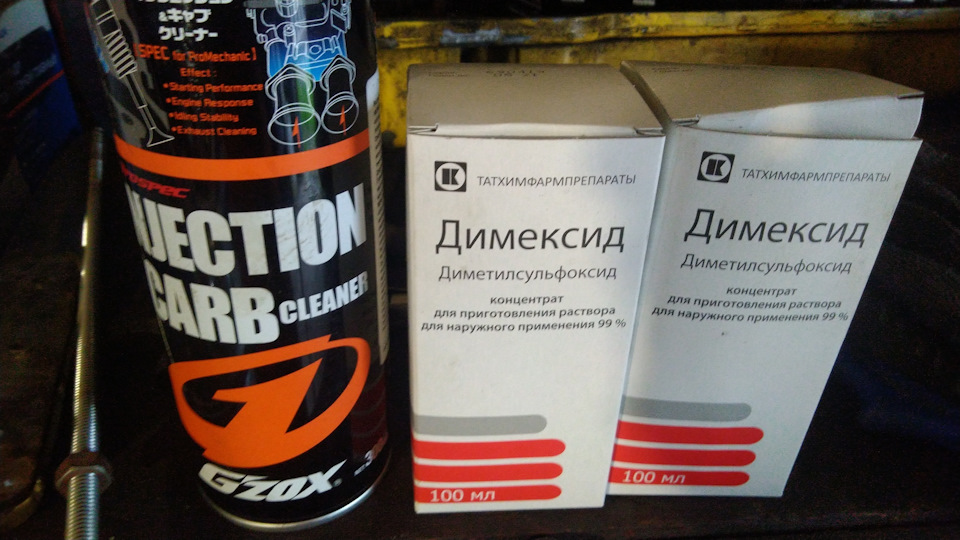 &キャブ
クリーナー
[SPEC für ProMechanic]
Effect :
•Starting Performance
•Engine Response
•Idling Stability
•Exhaust Cleaning
INJECTION
CARB CLEANER
G'ZOX.
ТАТХИМФАРМПРЕПАРАТЫ
Димексид
Диметилсульфоксид
концентрат
для приготовления раствора
для наружного применения 99 %
100 мл
ТАТХИМФАРМПРЕПАРАТЫ
Димексид
Диметилсульфоксид
концентрат
для приготовления раствора
для наружного применения 99 %
100 мл